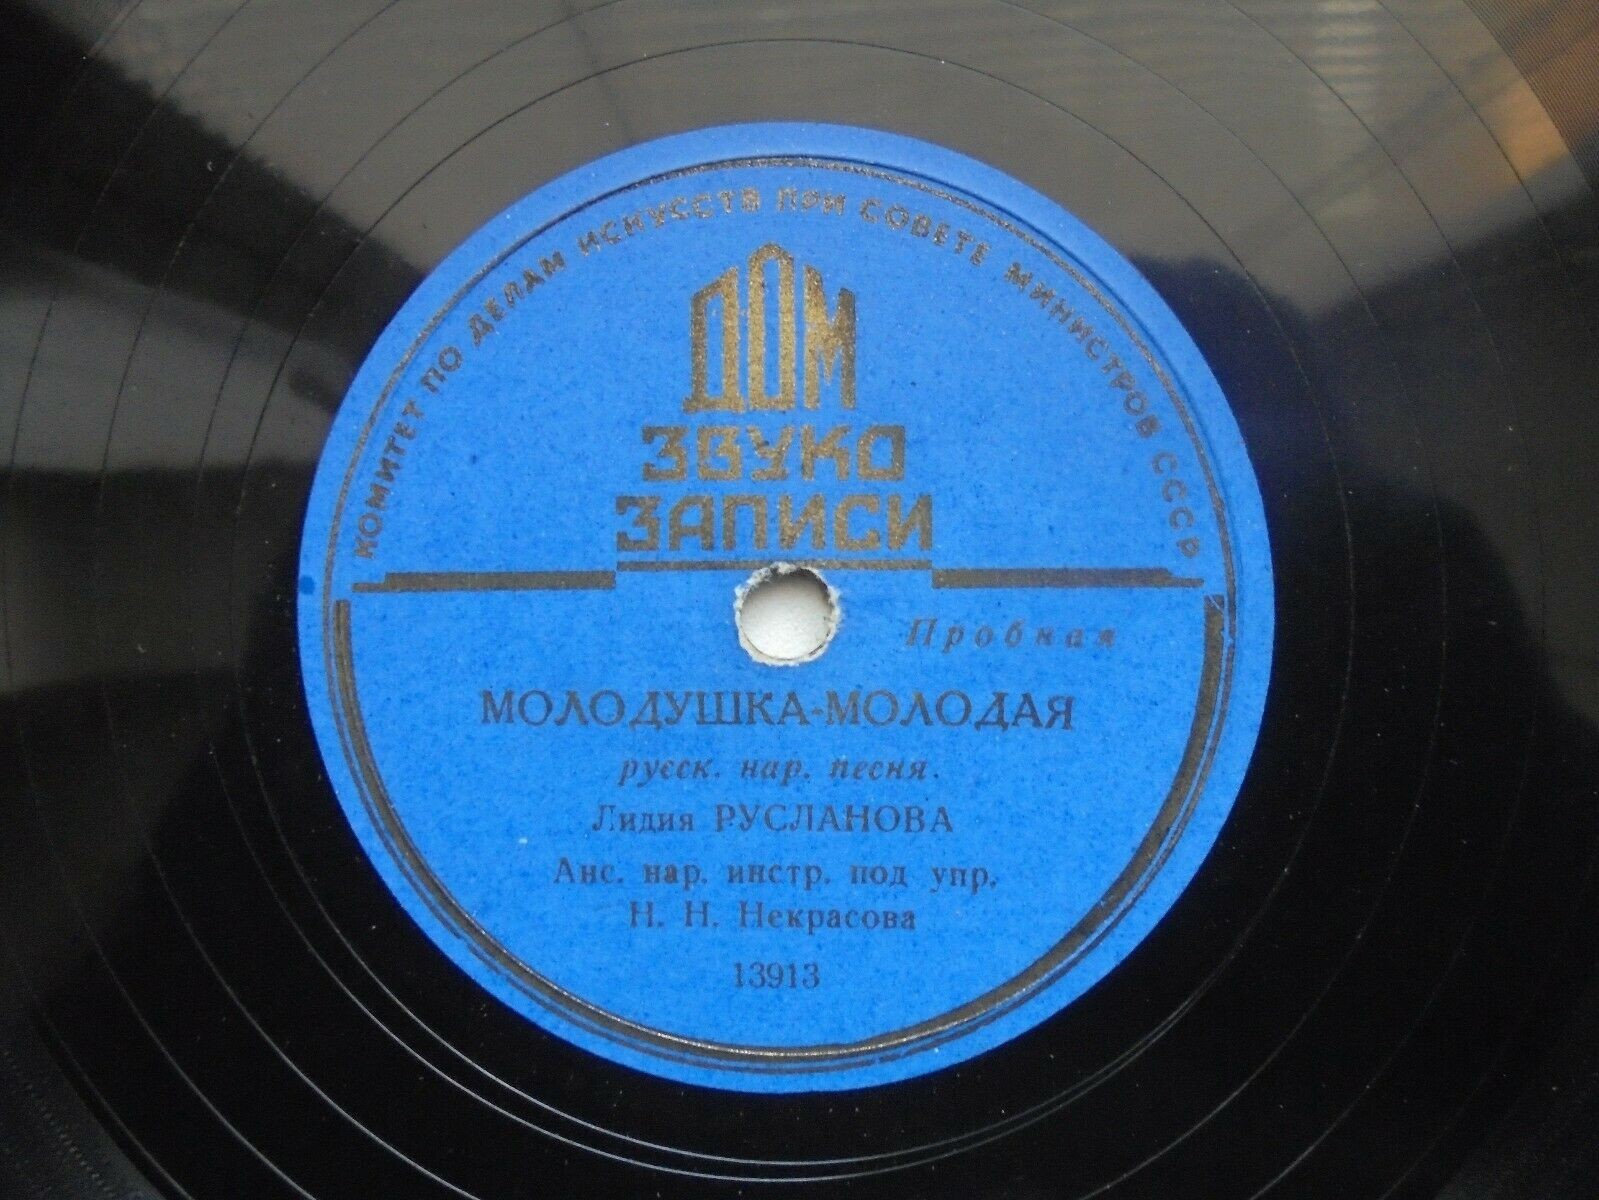 КОМИТЕТ ПО ДЕЛАМ ИСКУССТВ ПРИ СОВЕТЕ МИНИСТРОВ СССР
ДОМ
ЗВУКО
ЗАПИСИ
Пробная
МОЛОДУШКА-МОЛОДАЯ
русск. нар. песня.
Лидия РУСЛАНОВА
Анс. нар. инстр. под упр.
Н. Н. Некрасова
13913